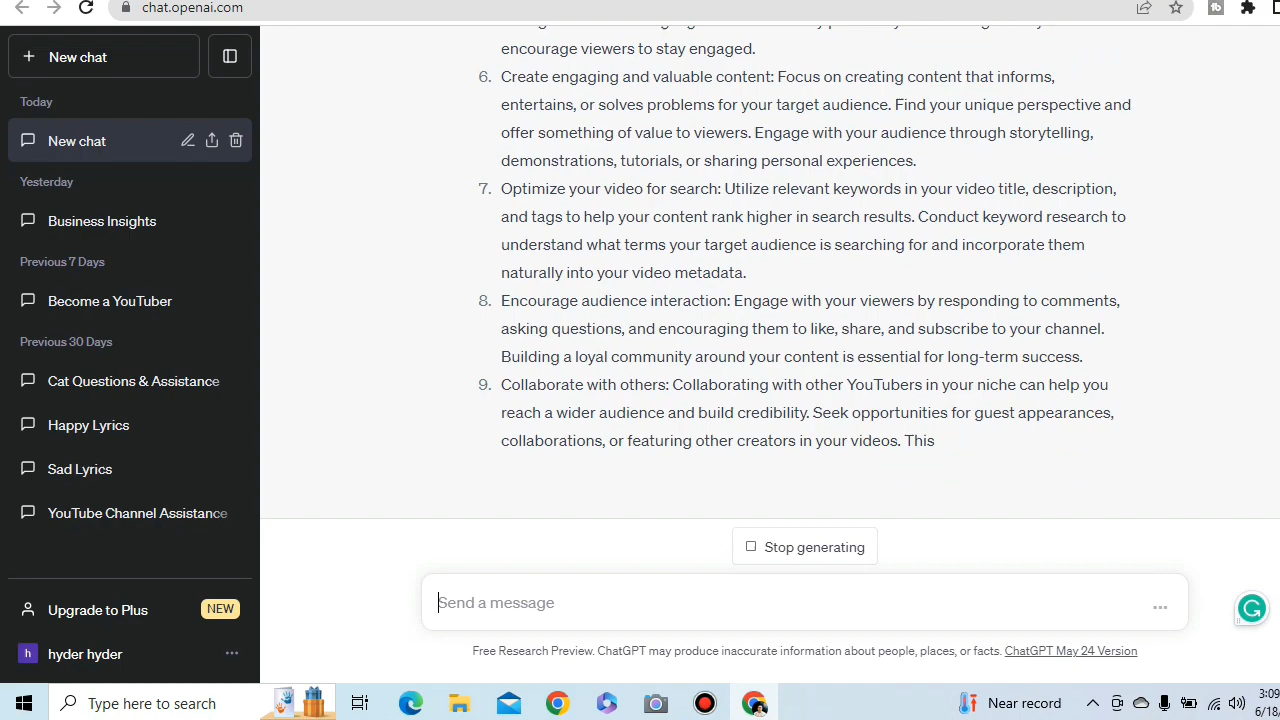 chat.openai.com
New chat
Today
New chat
Yesterday
Business Insights
Previous 7 Days
Become a YouTuber
Previous 30 Days
Cat Questions & Assistance
Happy Lyrics
Sad Lyrics
YouTube Channel Assistance
Upgrade to Plus NEW
h hyder hyder
encourage viewers to stay engaged.
6. Create engaging and valuable content: Focus on creating content that informs,
entertains, or solves problems for your target audience. Find your unique perspective and
offer something of value to viewers. Engage with your audience through storytelling,
demonstrations, tutorials, or sharing personal experiences.
7. Optimize your video for search: Utilize relevant keywords in your video title, description,
and tags to help your content rank higher in search results. Conduct keyword research to
understand what terms your target audience is searching for and incorporate them
naturally into your video metadata.
8. Encourage audience interaction: Engage with your viewers by responding to comments,
asking questions, and encouraging them to like, share, and subscribe to your channel.
Building a loyal community around your content is essential for long-term success.
9. Collaborate with others: Collaborating with other YouTubers in your niche can help you
reach a wider audience and build credibility. Seek opportunities for guest appearances,
collaborations, or featuring other creators in your videos. This
Stop generating
Send a message
Free Research Preview. ChatGPT may produce inaccurate information about people, places, or facts. ChatGPT May 24 Version
Type here to search
Near record
3:09
6/18